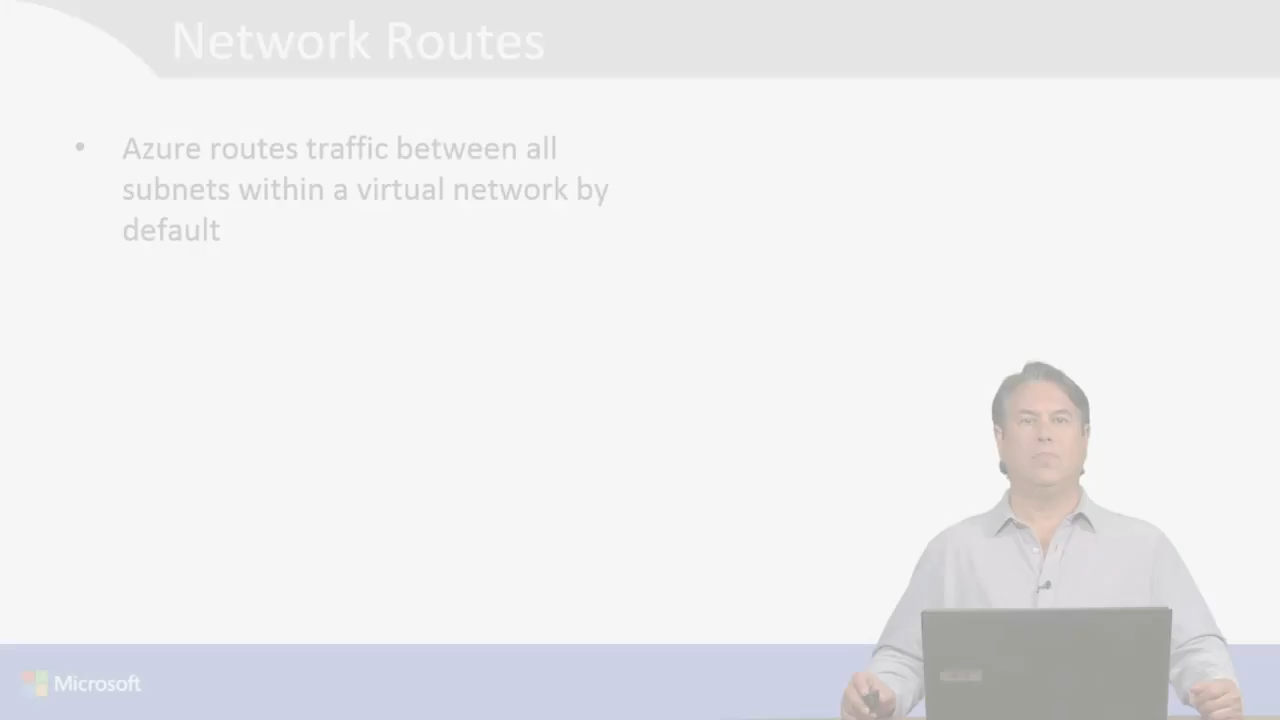 Network Routes
• Azure routes traffic between all
subnets within a virtual network by
default
Microsoft